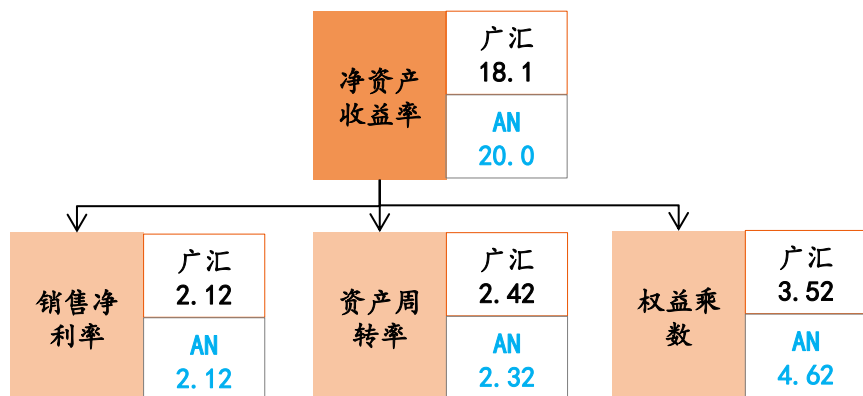 净资产
收益率
广汇
18.1
AN
20.0
销售净
利率
广汇
2.12
AN
2.12
资产周
转率
广汇
2.42
AN
2.32
权益乘
数
广汇
3.52
AN
4.62